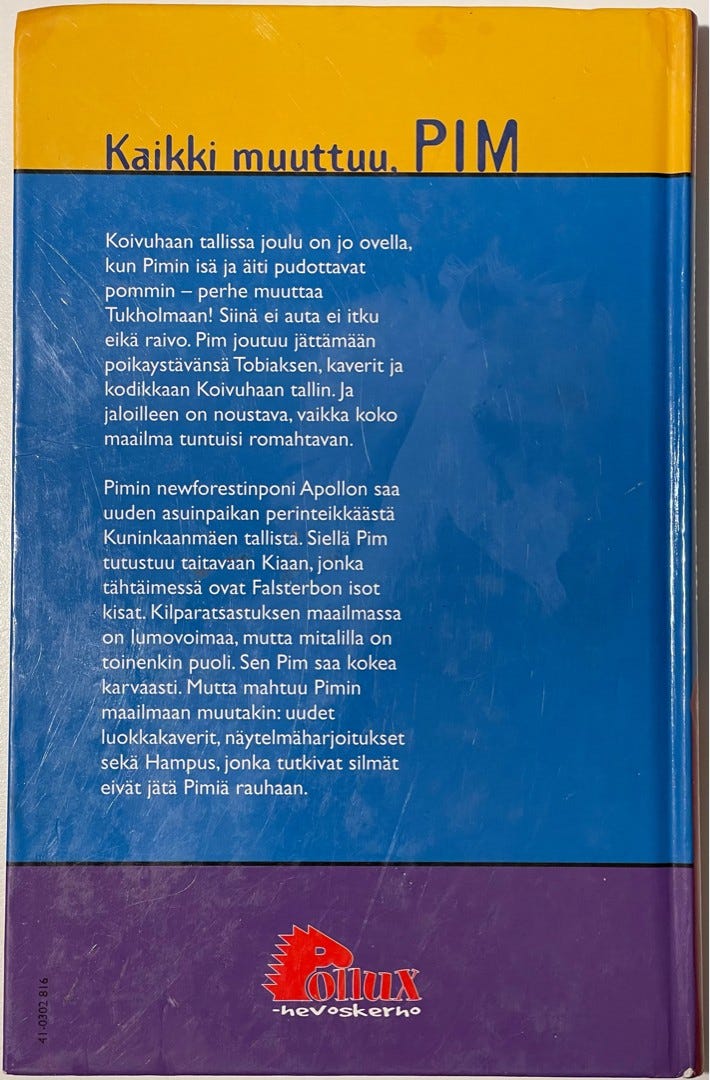 Kaikki muuttuu, PIM
Koivuhaan tallissa joulu on jo ovella,
kun Pimin isä ja äiti pudottavat
pommin – perhe muuttaa
Tukholmaan! Siinä ei auta ei itku
eikä raivo. Pim joutuu jättämään
poikaystävänsä Tobiaksen, kaverit ja
kodikkaan Koivuhaan tallin. Ja
jaloilleen on noustava, vaikka koko
maailma tuntuisi romahtavan.
Pimin newforestinponi Apollon saa
uuden asuinpaikan perinteikkäästä
Kuninkaanmäen tallista. Siellä Pim
tutustuu taitavaan Kiaan, jonka
tähtäimessä ovat Falsterbon isot
kisat. Kilparatsastuksen maailmassa
on lumovoimaa, mutta mitalilla on
toinenkin puoli. Sen Pim saa kokea
karvaasti. Mutta mahtuu Pimin
maailmaan muutakin: uudet
luokkakaverit, näytelmäharjoitukset
sekä Hampus, jonka tutkivat silmät
eivät jätä Pimiä rauhaan.
Pollux
-hevoskerho
41-0302 816